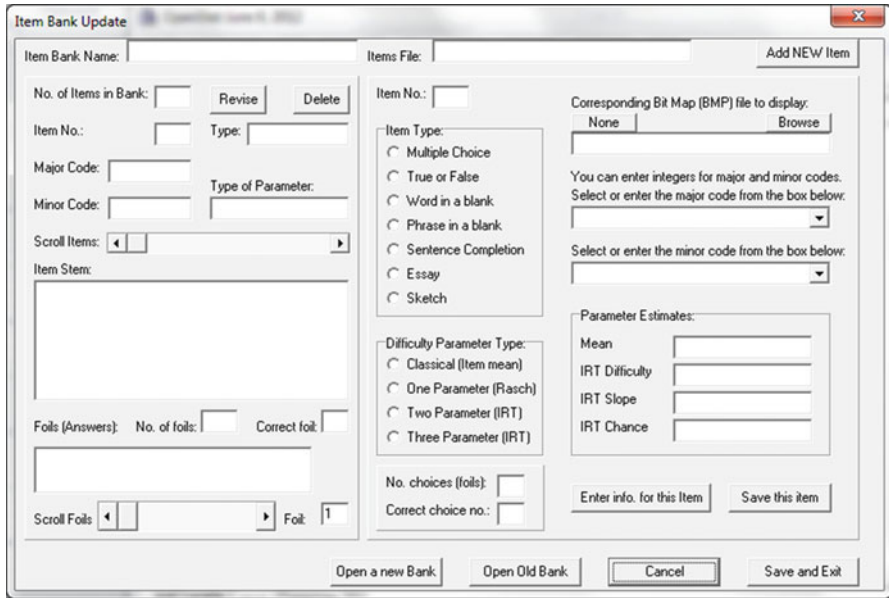 Item Bank Update
Item Bank Name:
Items File:
Add NEW Item
No. of Items in Bank:
Revise
Delete
Item No.:
Type:
Major Code:
Minor Code:
Type of Parameter:
Scroll Items:
Item Stem:
Foils (Answers):
No. of foils:
Correct foil:
Scroll Foils
Foil:
1
Item No.:
Item Type:
Multiple Choice
True or False
Word in a blank
Phrase in a blank
Sentence Completion
Essay
Sketch
Difficulty Parameter Type:
Classical (Item mean)
One Parameter (Rasch)
Two Parameter (IRT)
Three Parameter (IRT)
No. choices (foils):
Correct choice no.:
Corresponding Bit Map (BMP) file to display:
None
Browse
You can enter integers for major and minor codes.
Select or enter the major code from the box below:
Select or enter the minor code from the box below:
Parameter Estimates:
Mean
IRT Difficulty
IRT Slope
IRT Chance
Enter info. for this Item
Save this item
Open a new Bank
Open Old Bank
Cancel
Save and Exit